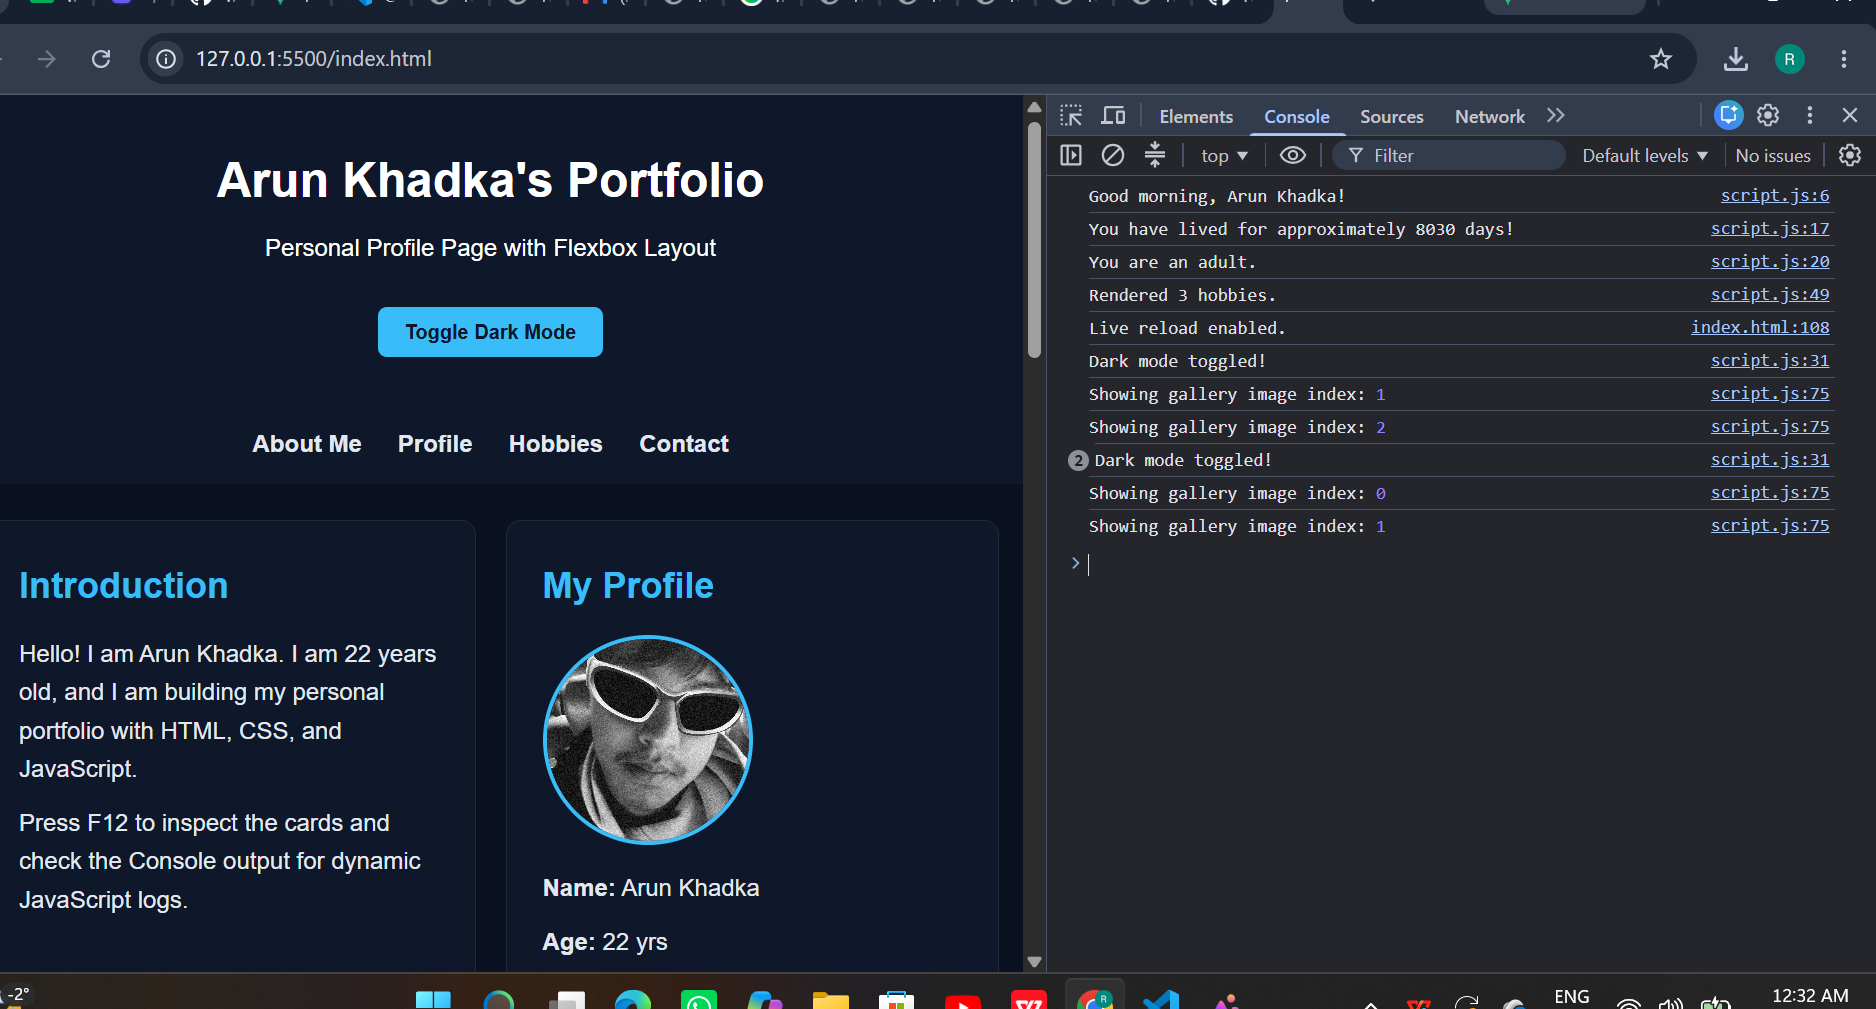 127.0.0.1:5500/index.html
R
Arun Khadka's Portfolio
Personal Profile Page with Flexbox Layout
Toggle Dark Mode
About Me Profile Hobbies Contact
Introduction
Hello! I am Arun Khadka. I am 22 years
old, and I am building my personal
portfolio with HTML, CSS, and
JavaScript.
Press F12 to inspect the cards and
check the Console output for dynamic
JavaScript logs.
My Profile
Name: Arun Khadka
Age: 22 yrs
Elements Console Sources Network
top Filter Default levels No issues
Good morning, Arun Khadka! script.js:6
You have lived for approximately 8030 days! script.js:17
You are an adult. script.js:20
Rendered 3 hobbies. script.js:49
Live reload enabled. index.html:108
Dark mode toggled! script.js:31
Showing gallery image index: 1 script.js:75
Showing gallery image index: 2 script.js:75
2 Dark mode toggled! script.js:31
Showing gallery image index: 0 script.js:75
Showing gallery image index: 1 script.js:75
-2°
R
ENG
12:32 AM